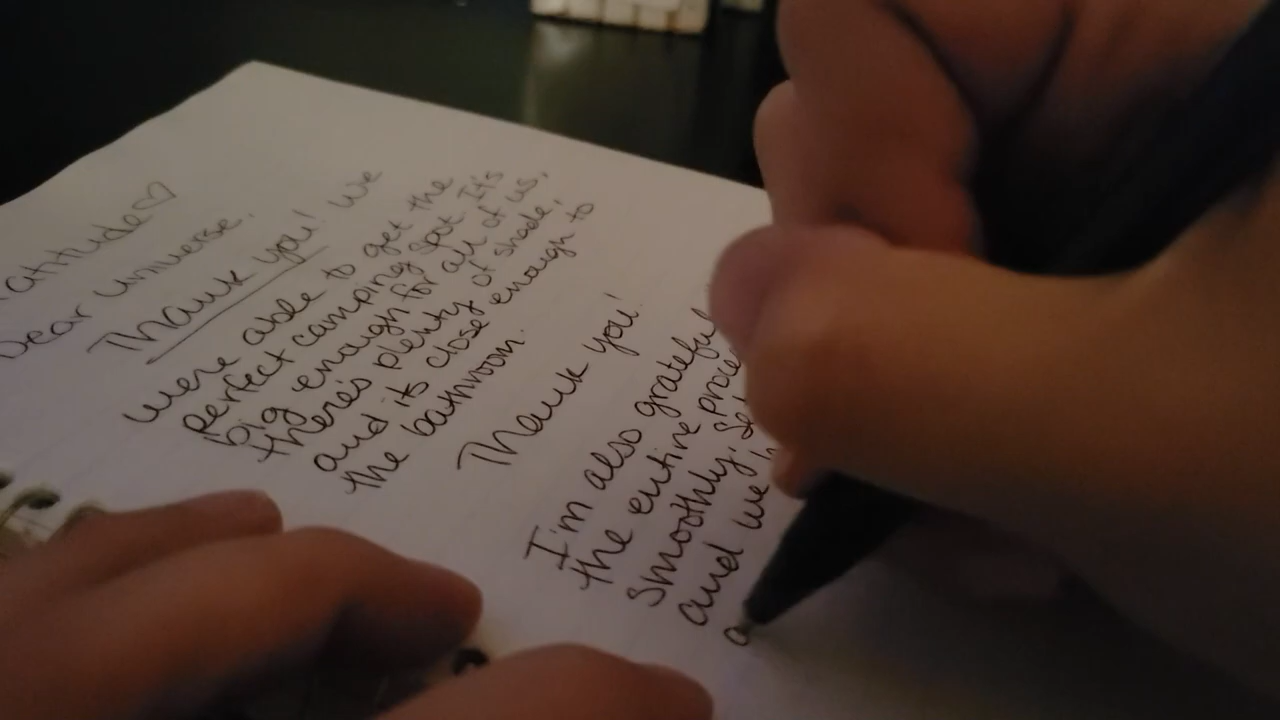 atitude♡
Dear Universe,
Thank you! We
were able to get the
perfect camping spot. It's
big enough for all of us,
there's plenty of shade,
and its close enough to
the bathroom.
Thank you!
I'm also grateful
the entire
smoothly.
and we
a